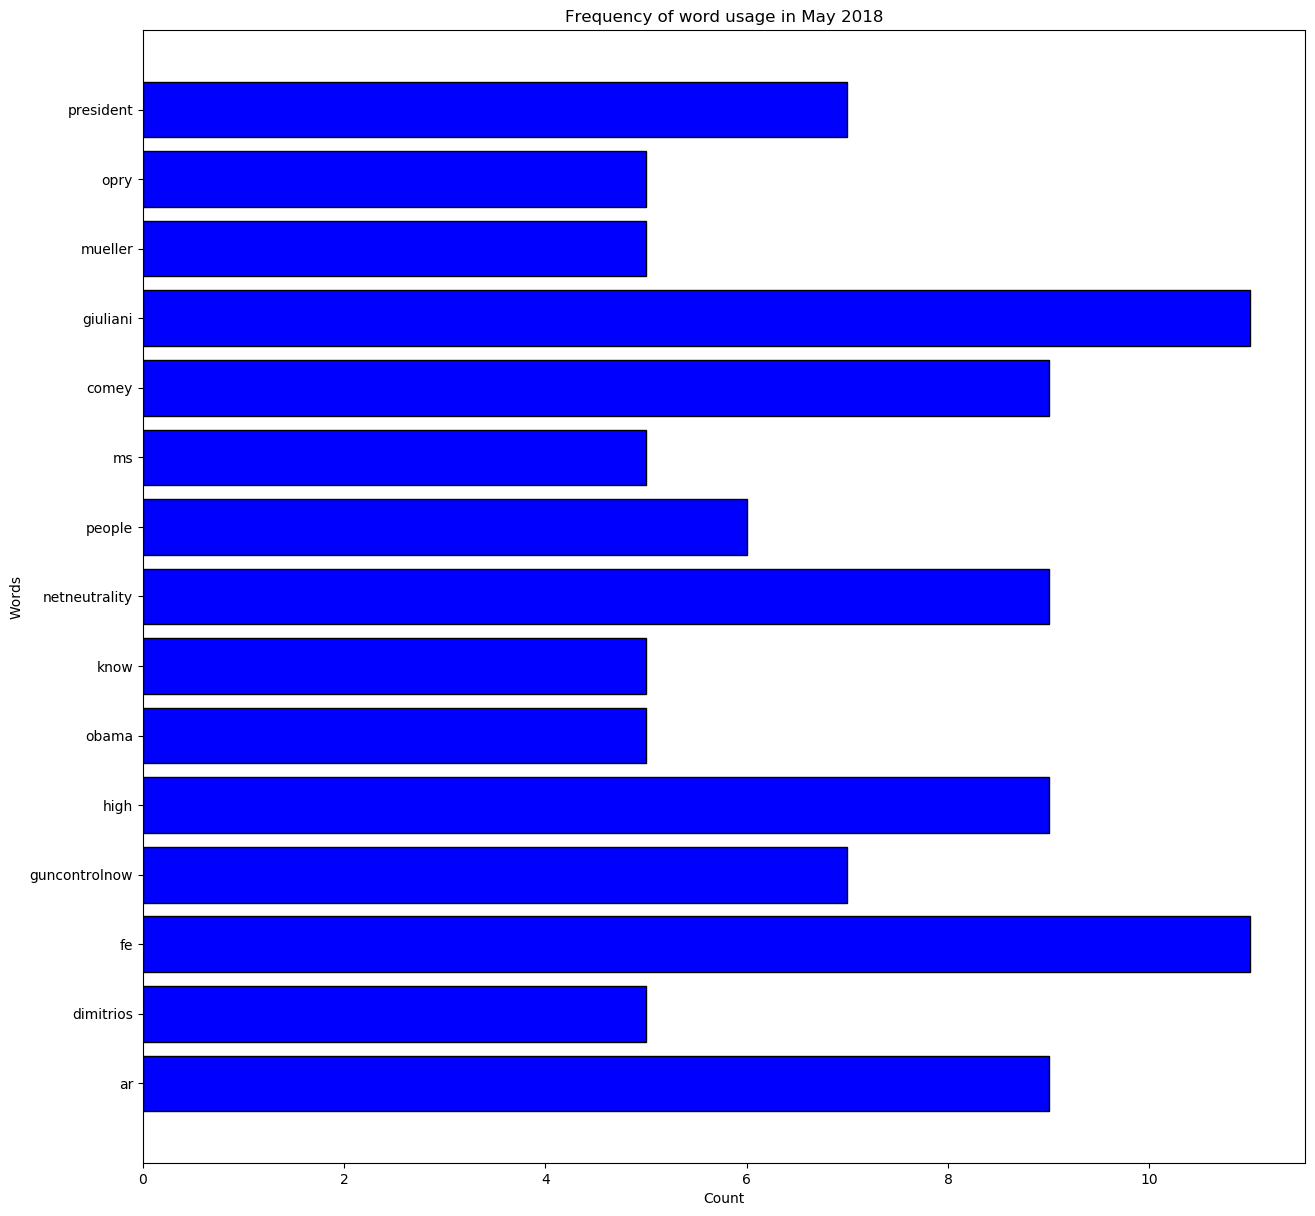 Frequency of word usage in May 2018
Words
president
opry
mueller
giuliani
comey
ms
people
netneutrality
know
obama
high
guncontrolnow
fe
dimitrios
ar
0 2 4 6 8 10
Count